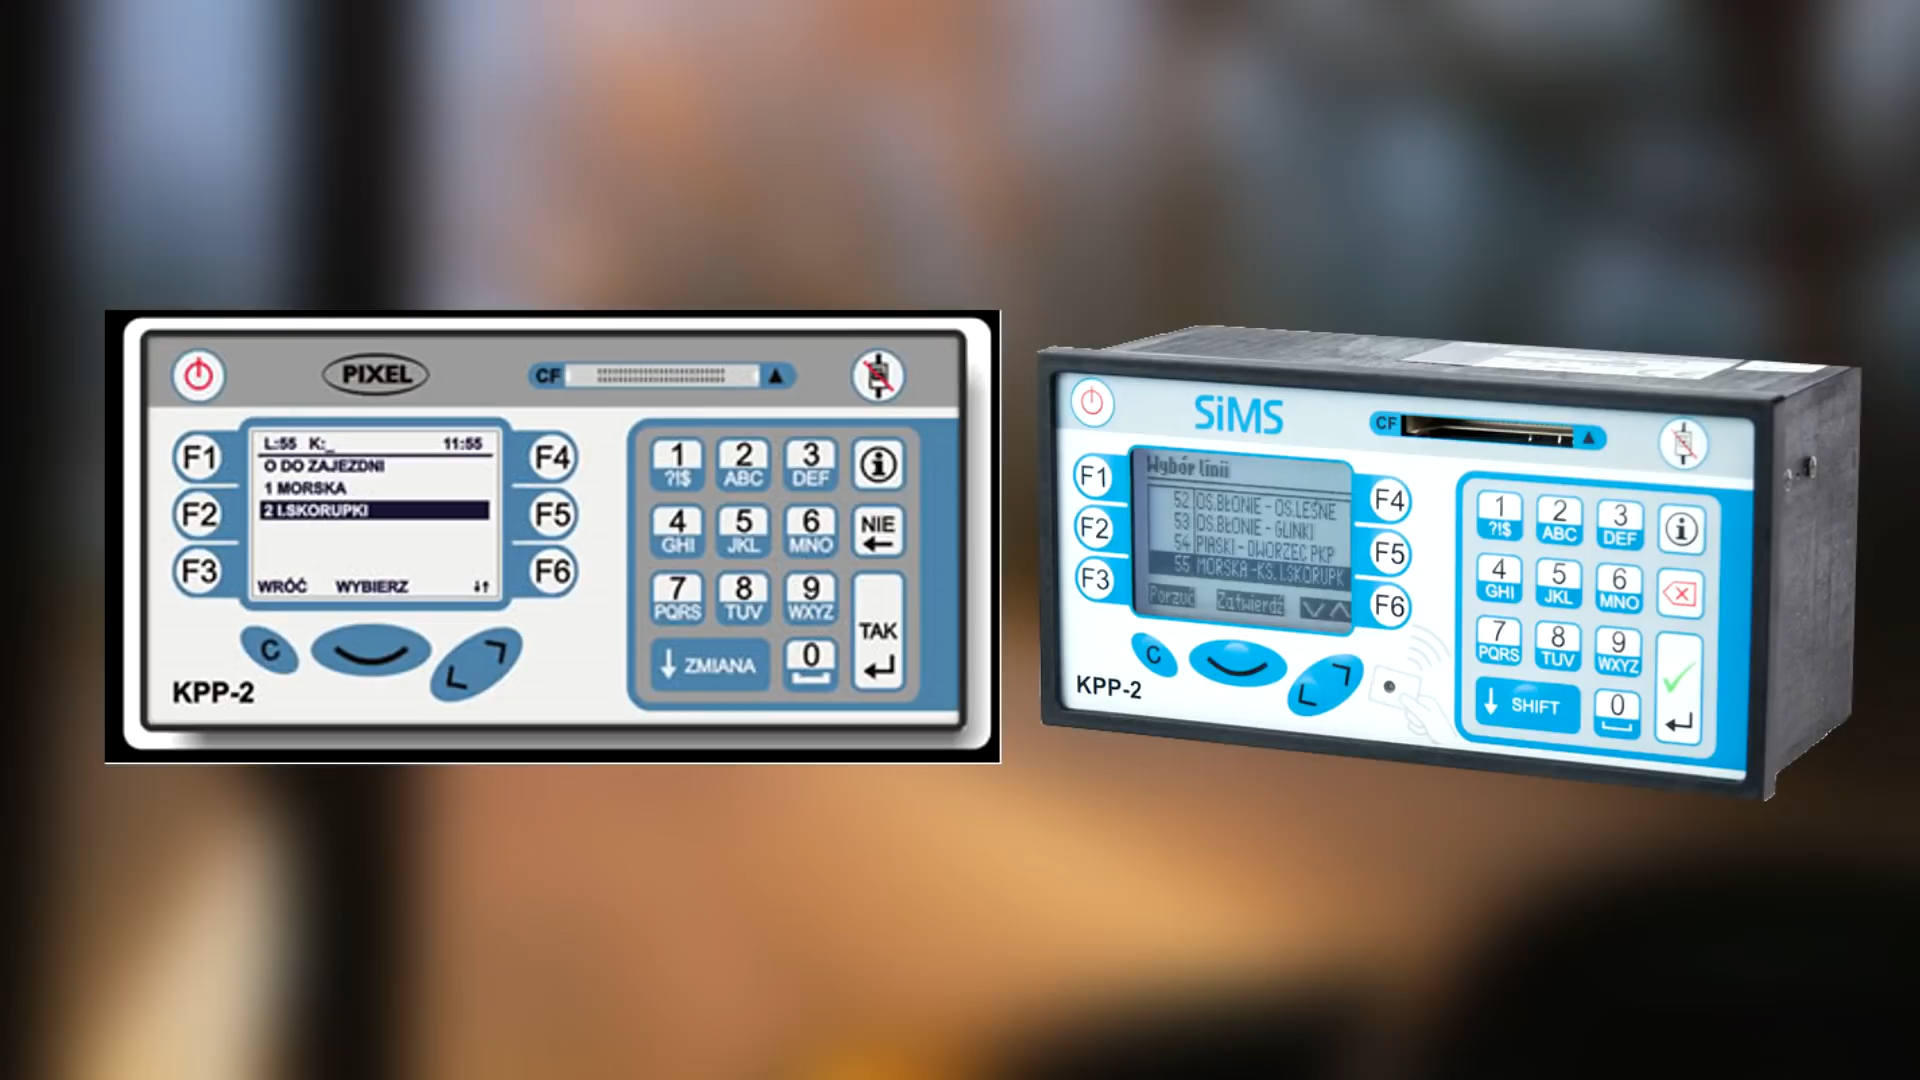 PIXEL
CF
F1
F2
F3
L:55 K:_ 11:55
0 DO ZAJEZDNI
1 MORSKA
2 I.SKORUPKI
WRÓĆ WYBIERZ
F4
F5
F6
C
KPP-2
1 2 3
?!$ ABC DEF
4 5 6 NIE
GHI JKL MNO
7 8 9
PQRS TUV WXYZ
TAK
ZMIANA 0
SiMS
CF
F1
F2
F3
Wybór linii
52 OS.BŁONIE - OS.LEŚNE
53 OS.BŁONIE - GLINKI
54 PIASKI - DWORZEC PKP
55 MORSKA -KS. I.SKORUPK
Porzuć Zatwierdź
F4
F5
F6
C
KPP-2
1 2 3
?!$ ABC DEF
4 5 6
GHI JKL MNO
7 8 9
PQRS TUV WXYZ
SHIFT 0